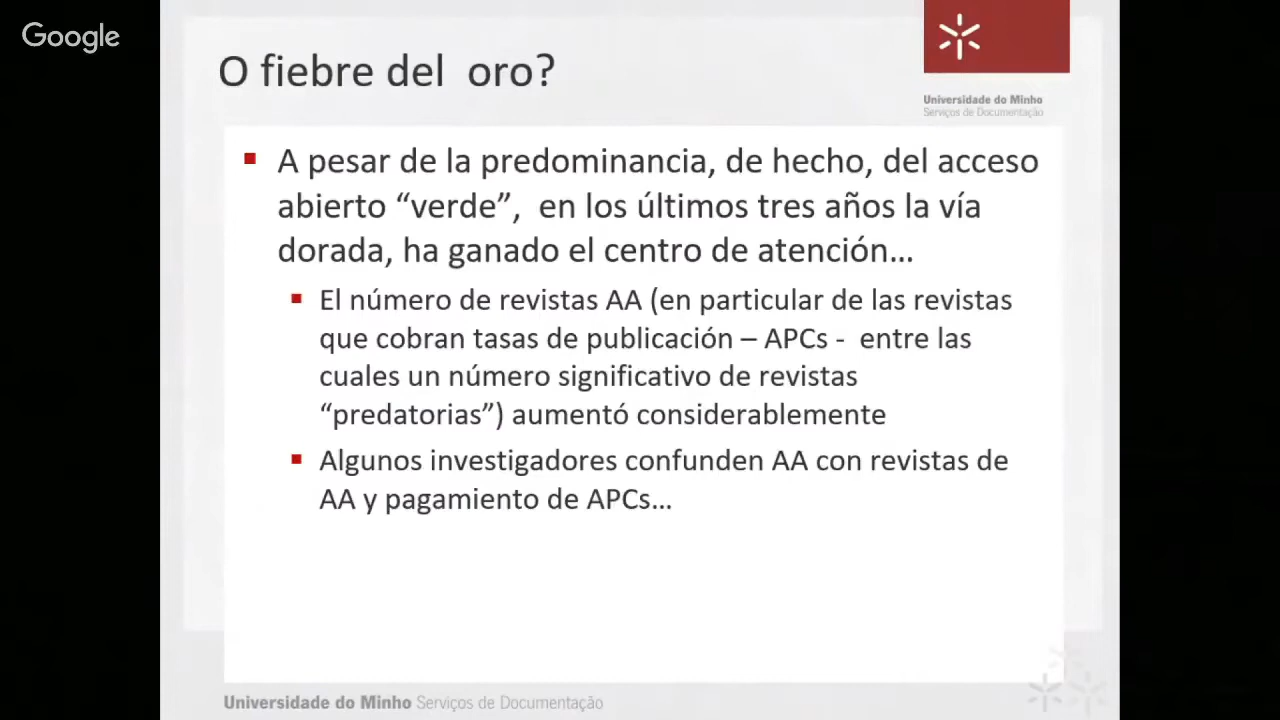 Google
O fiebre del oro?
Universidade do Minho
Serviços de Documentação
▪ A pesar de la predominancia, de hecho, del acceso
abierto “verde”, en los últimos tres años la vía
dorada, ha ganado el centro de atención…
▪ El número de revistas AA (en particular de las revistas
que cobran tasas de publicación – APCs - entre las
cuales un número significativo de revistas
“predatorias”) aumentó considerablemente
▪ Algunos investigadores confunden AA con revistas de
AA y pagamiento de APCs…
Universidade do Minho Serviços de Documentação